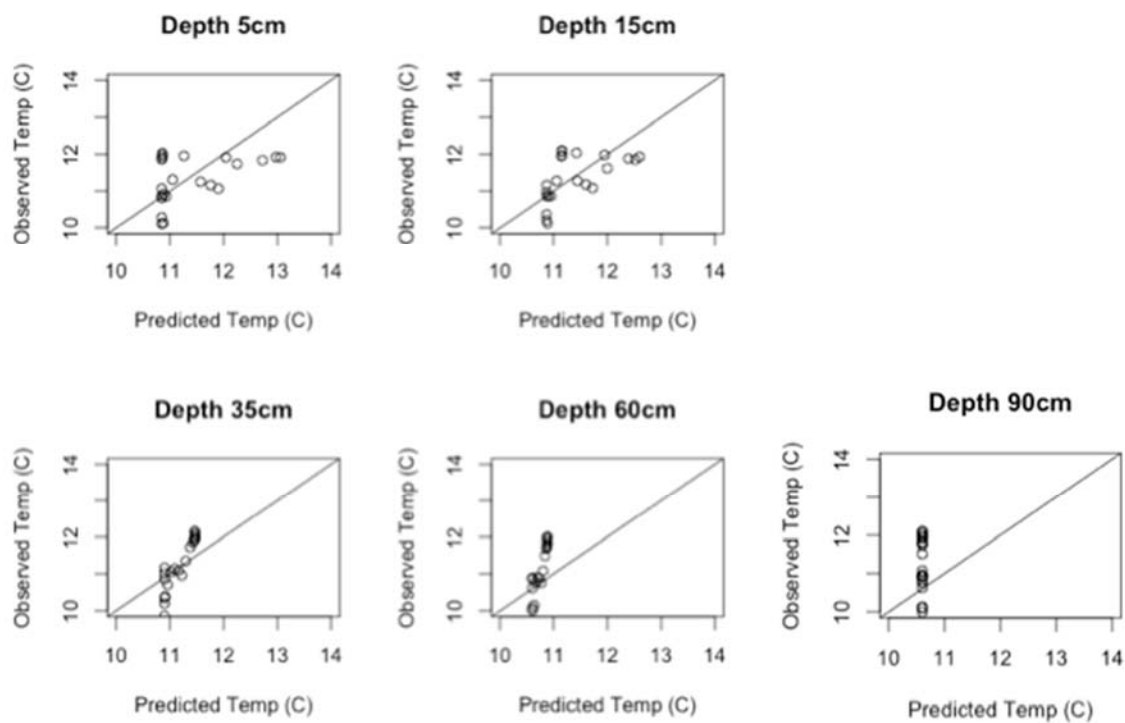 Depth 5cm
Observed Temp (C)
14
12
10
10 11 12 13 14
Predicted Temp (C)
Depth 15cm
Observed Temp (C)
14
12
10
10 11 12 13 14
Predicted Temp (C)
Depth 35cm
Observed Temp (C)
14
12
10
10 11 12 13 14
Predicted Temp (C)
Depth 60cm
Observed Temp (C)
14
12
10
10 11 12 13 14
Predicted Temp (C)
Depth 90cm
Observed Temp (C)
14
12
10
10 11 12 13 14
Predicted Temp (C)